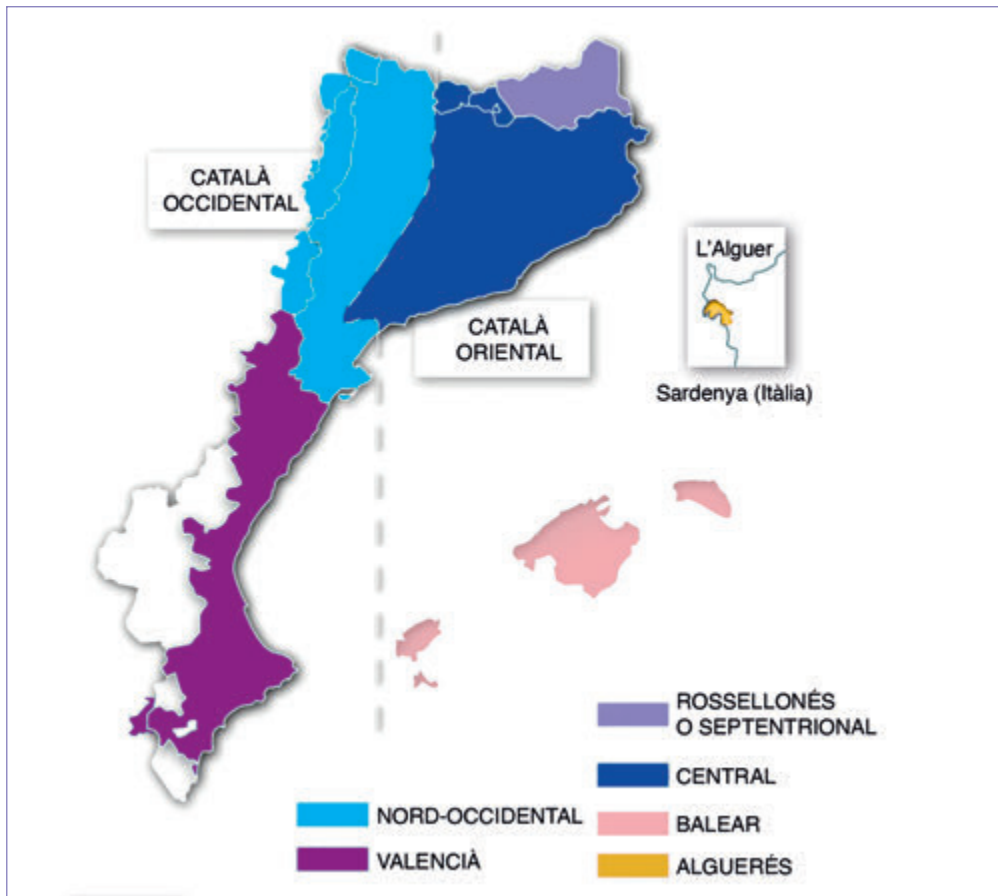 CATALÀ
OCCIDENTAL
L'Alguer
CATALÀ
ORIENTAL
Sardenya (Itàlia)
ROSSELLONÉS
O SEPTENTRIONAL
CENTRAL
NORD-OCCIDENTAL
BALEAR
VALENCIÀ
ALGUERÉS